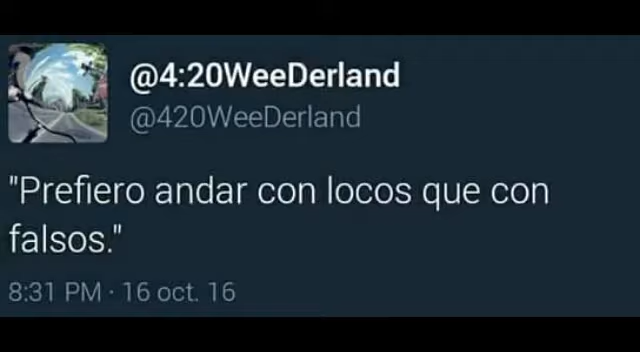 @4:20WeeDerland
@420WeeDerland
"Prefiero andar con locos que con
falsos."
8:31 PM · 16 oct. 16